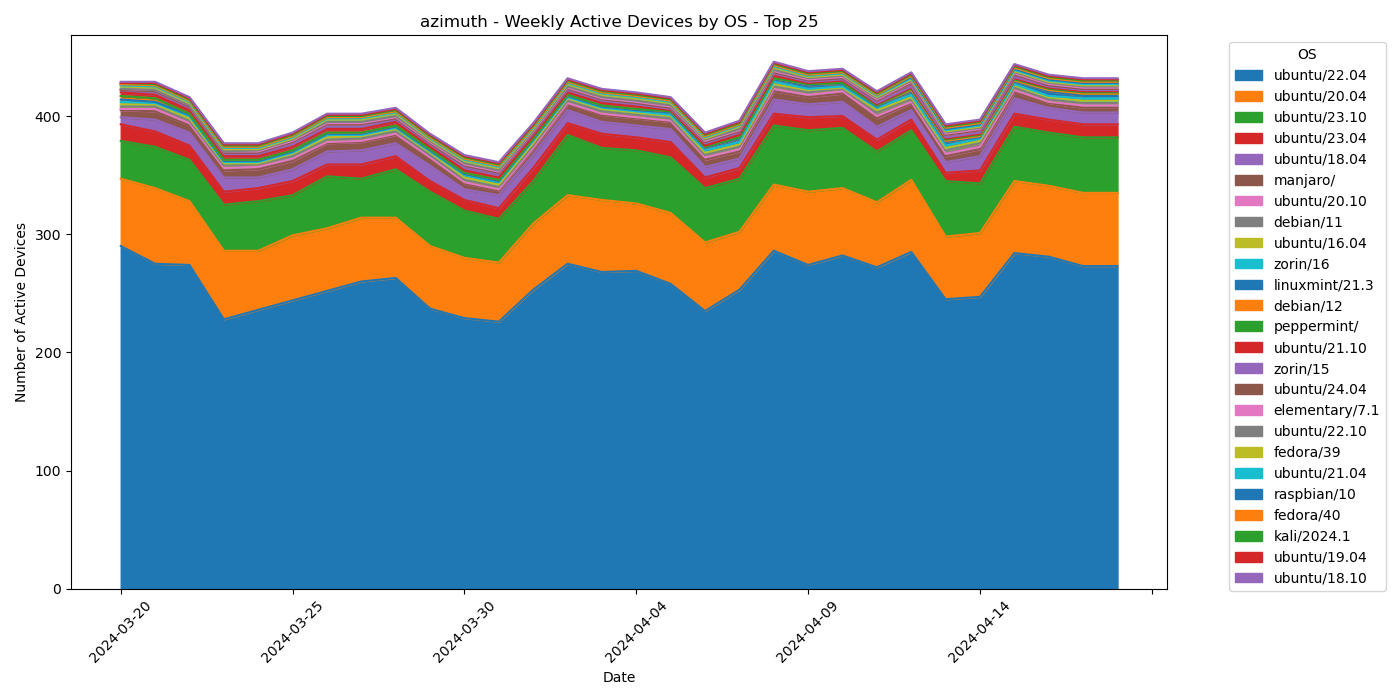 azimuth - Weekly Active Devices by OS - Top 25
Number of Active Devices
400
300
200
100
0
2024-03-20
2024-03-25
2024-03-30
2024-04-04
2024-04-09
2024-04-14
Date
OS
ubuntu/22.04
ubuntu/20.04
ubuntu/23.10
ubuntu/23.04
ubuntu/18.04
manjaro/
ubuntu/20.10
debian/11
ubuntu/16.04
zorin/16
linuxmint/21.3
debian/12
peppermint/
ubuntu/21.10
zorin/15
ubuntu/24.04
elementary/7.1
ubuntu/22.10
fedora/39
ubuntu/21.04
raspbian/10
fedora/40
kali/2024.1
ubuntu/19.04
ubuntu/18.10